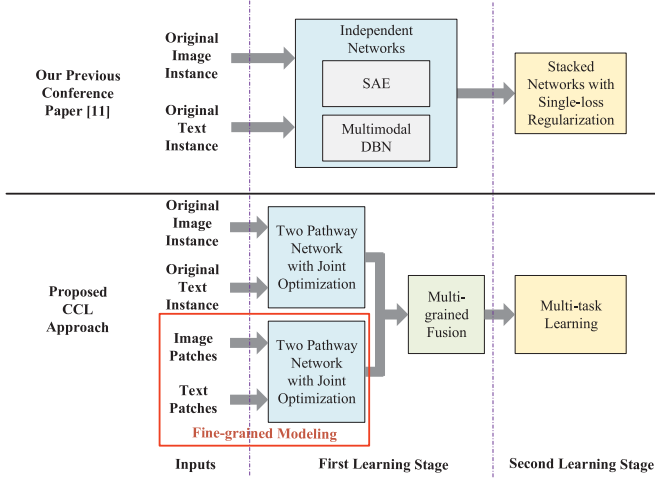 Our Previous
Conference
Paper [11]
Original
Image
Instance
Original
Text
Instance
Independent
Networks
SAE
Multimodal
DBN
Stacked
Networks with
Single-loss
Regularization
Proposed
CCL
Approach
Original
Image
Instance
Original
Text
Instance
Two Pathway
Network
with Joint
Optimization
Image
Patches
Text
Patches
Two Pathway
Network
with Joint
Optimization
Fine-grained Modeling
Multi-
grained
Fusion
Multi-task
Learning
Inputs
First Learning Stage
Second Learning Stage